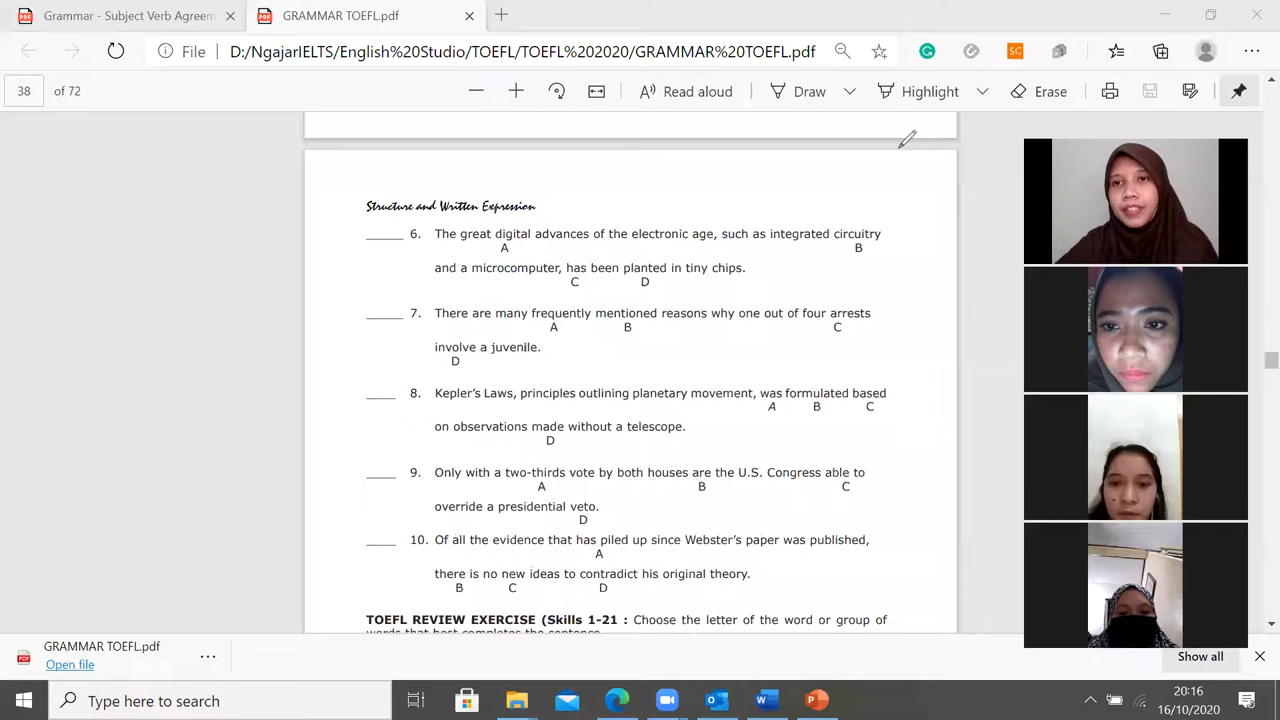 Grammar - Subject Verb Agreem
GRAMMAR TOEFL.pdf
File
D:/NgajarIELTS/English%20Studio/TOEFL/TOEFL%202020/GRAMMAR%20TOEFL.pdf
SC
38
of 72
Read aloud
Draw
Highlight
Erase
Structure and Written Expression
_____ 6. The great digital advances of the electronic age, such as integrated circuitry
A B
and a microcomputer, has been planted in tiny chips.
C D
_____ 7. There are many frequently mentioned reasons why one out of four arrests
A B C
involve a juvenile.
D
____ 8. Kepler's Laws, principles outlining planetary movement, was formulated based
A B C
on observations made without a telescope.
D
____ 9. Only with a two-thirds vote by both houses are the U.S. Congress able to
A B C
override a presidential veto.
D
____ 10. Of all the evidence that has piled up since Webster's paper was published,
A
there is no new ideas to contradict his original theory.
B C D
TOEFL REVIEW EXERCISE (Skills 1-21 : Choose the letter of the word or group of
words that best completes the sentence
GRAMMAR TOEFL.pdf
Open file
Show all
Type here to search
20:16
16/10/2020